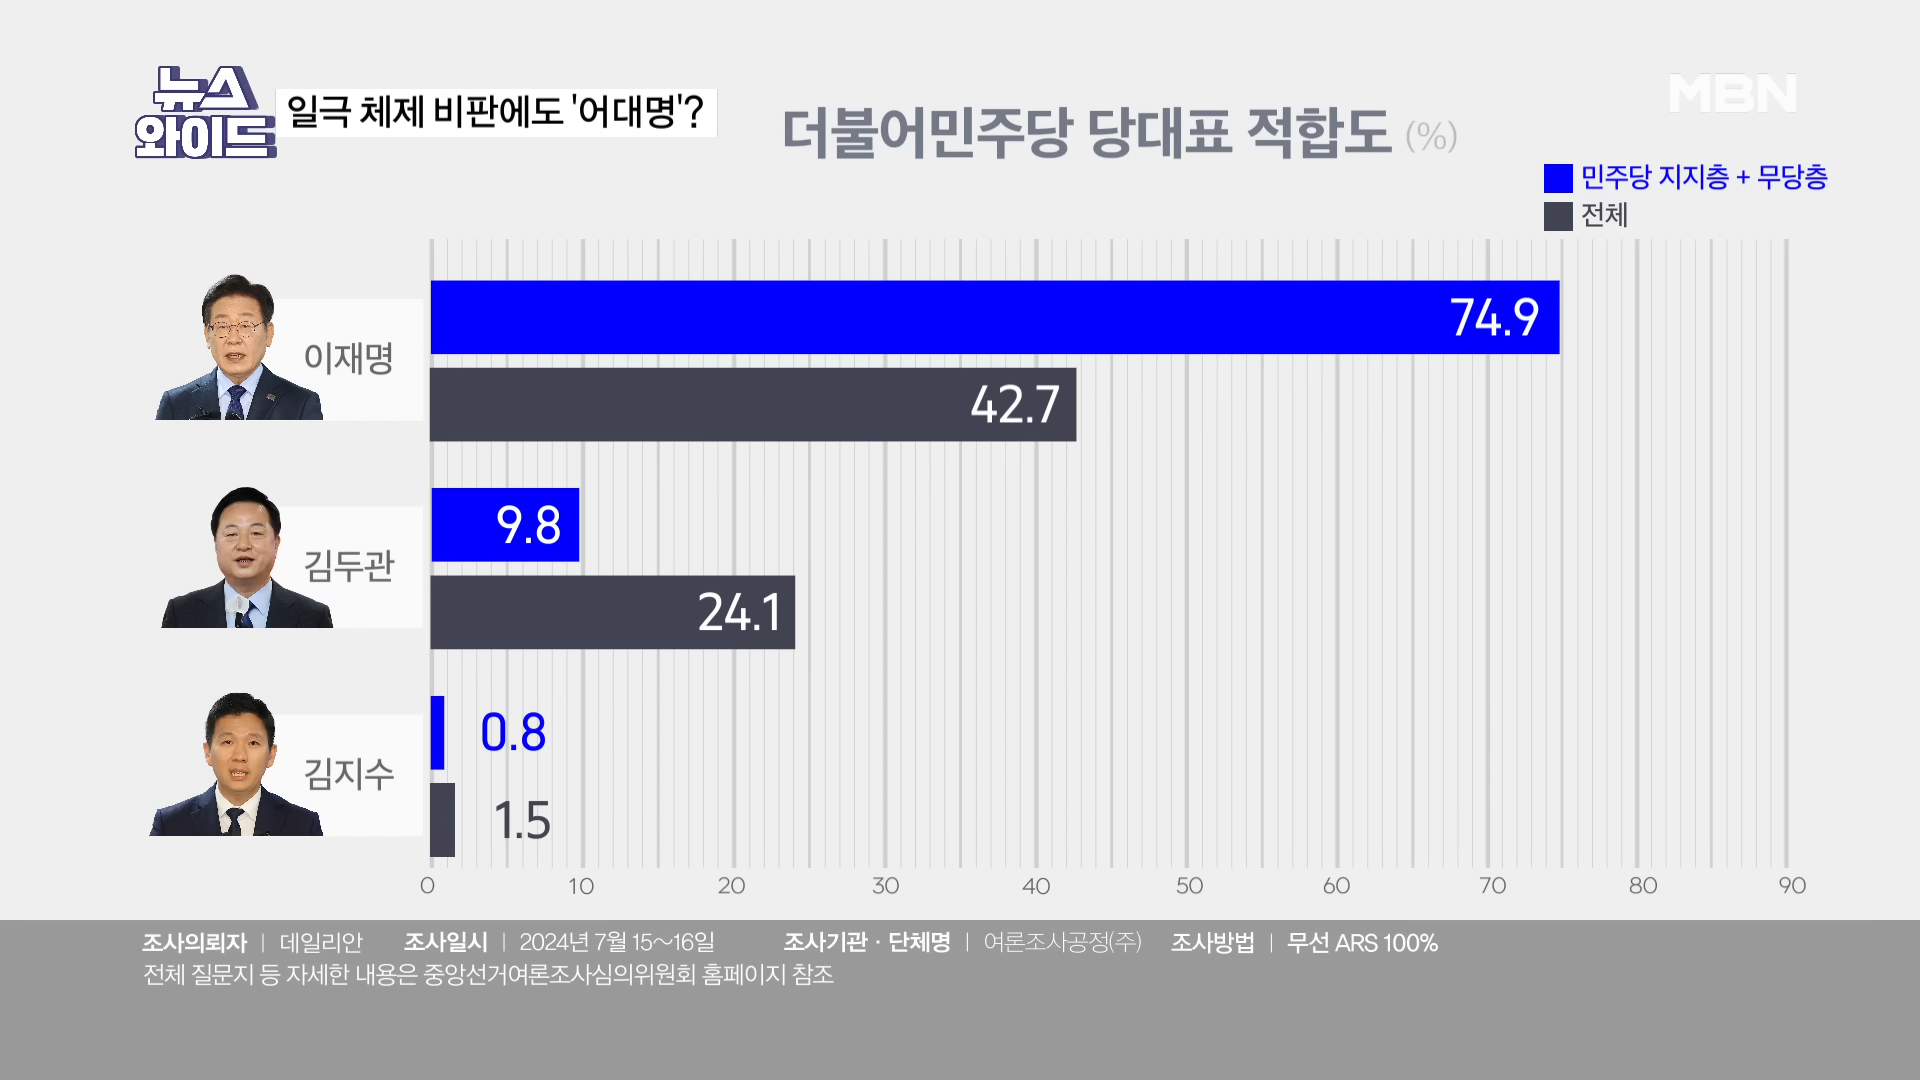 뉴스
와이드
일극 체제 비판에도 '어대명'?
더불어민주당 당대표 적합도 (%)
MBN
민주당 지지층 + 무당층
전체
이재명
74.9
42.7
김두관
9.8
24.1
김지수
0.8
1.5
0 10 20 30 40 50 60 70 80 90
조사의뢰자 | 데일리안 조사일시 | 2024년 7월 15~16일 조사기관 · 단체명 | 여론조사공정(주) 조사방법 | 무선 ARS 100%
전체 질문지 등 자세한 내용은 중앙선거여론조사심의위원회 홈페이지 참조